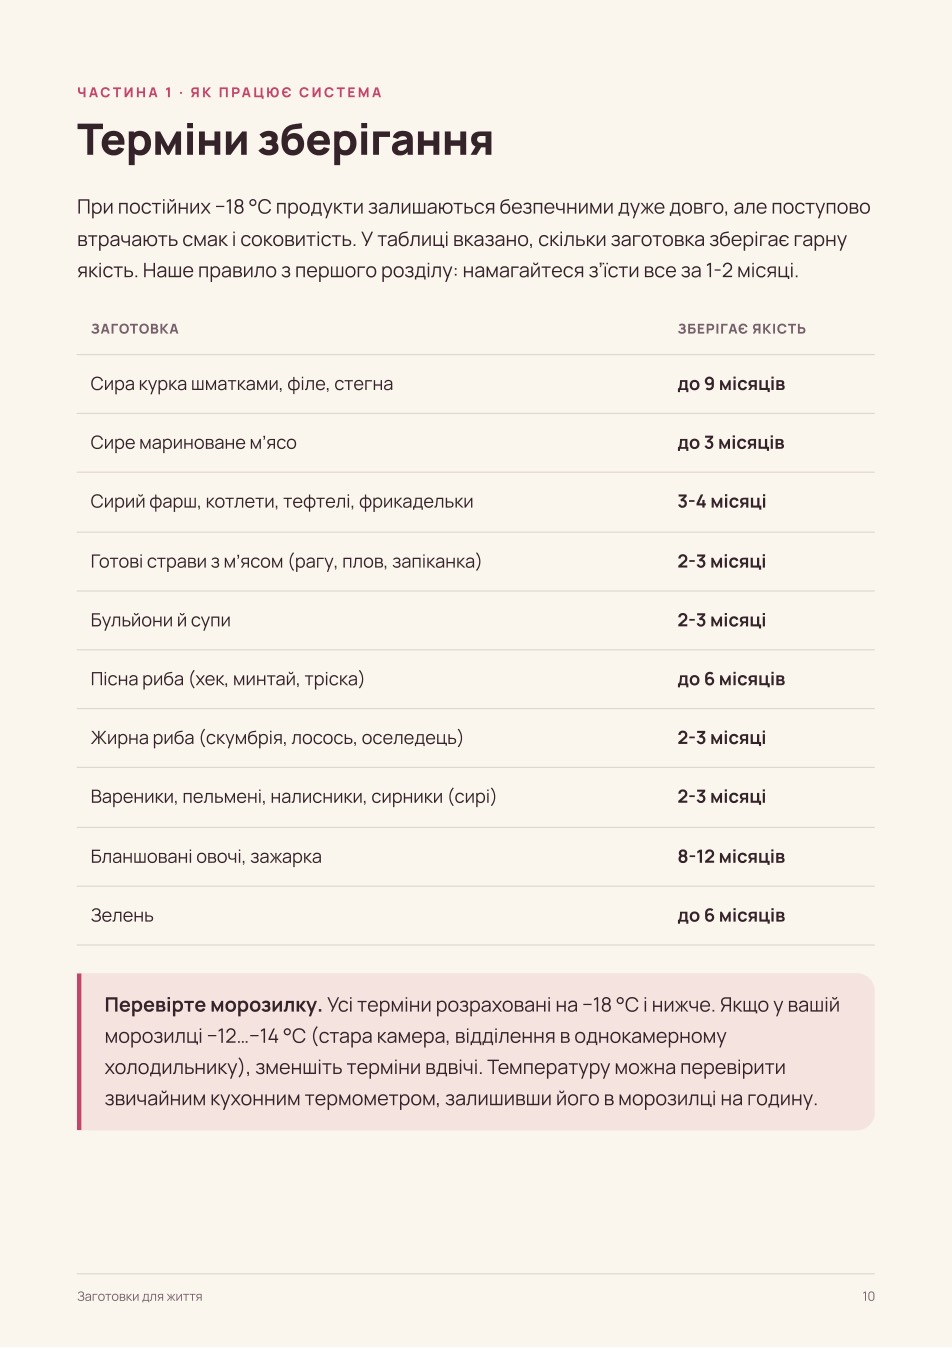 ЧАСТИНА 1 · ЯК ПРАЦЮЄ СИСТЕМА
Терміни зберігання
При постійних −18 °C продукти залишаються безпечними дуже довго, але поступово
втрачають смак і соковитість. У таблиці вказано, скільки заготовка зберігає гарну
якість. Наше правило з першого розділу: намагайтеся з’їсти все за 1-2 місяці.
ЗАГОТОВКА ЗБЕРІГАЄ ЯКІСТЬ
Сира курка шматками, філе, стегна до 9 місяців
Сире мариноване м’ясо до 3 місяців
Сирий фарш, котлети, тефтелі, фрикадельки 3-4 місяці
Готові страви з м’ясом (рагу, плов, запіканка) 2-3 місяці
Бульйони й супи 2-3 місяці
Пісна риба (хек, минтай, тріска) до 6 місяців
Жирна риба (скумбрія, лосось, оселедець) 2-3 місяці
Вареники, пельмені, налисники, сирники (сирі) 2-3 місяці
Бланшовані овочі, зажарка 8-12 місяців
Зелень до 6 місяців
Перевірте морозилку. Усі терміни розраховані на −18 °C і нижче. Якщо у вашій
морозилці −12…−14 °C (стара камера, відділення в однокамерному
холодильнику), зменшіть терміни вдвічі. Температуру можна перевірити
звичайним кухонним термометром, залишивши його в морозилці на годину.
Заготовки для життя 10